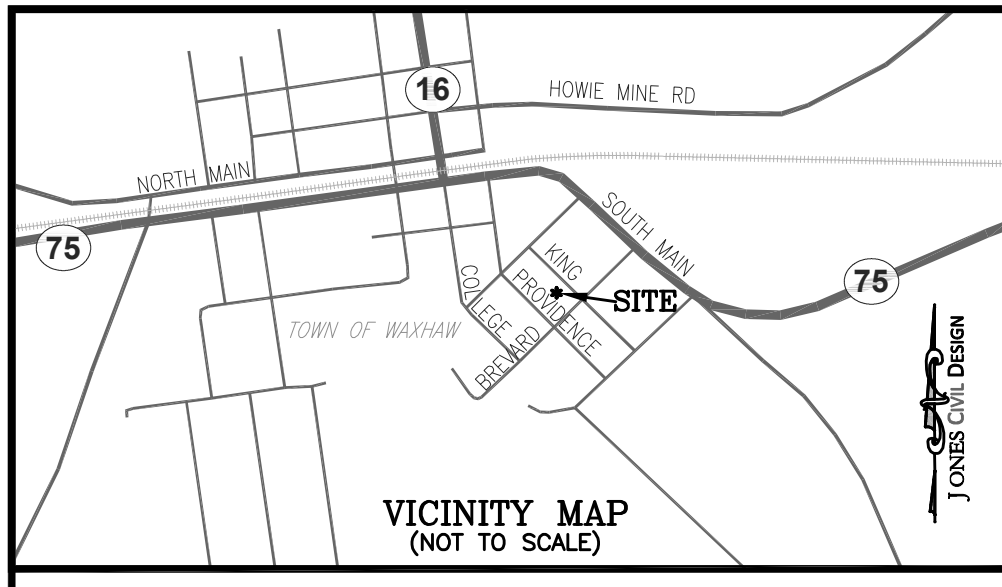 16
HOWIE MINE RD
NORTH MAIN
75
SOUTH MAIN
KING
75
COLLEGE
PROVIDENCE
SITE
TOWN OF WAXHAW
BREVARD
JONES CIVIL DESIGN
VICINITY MAP
(NOT TO SCALE)